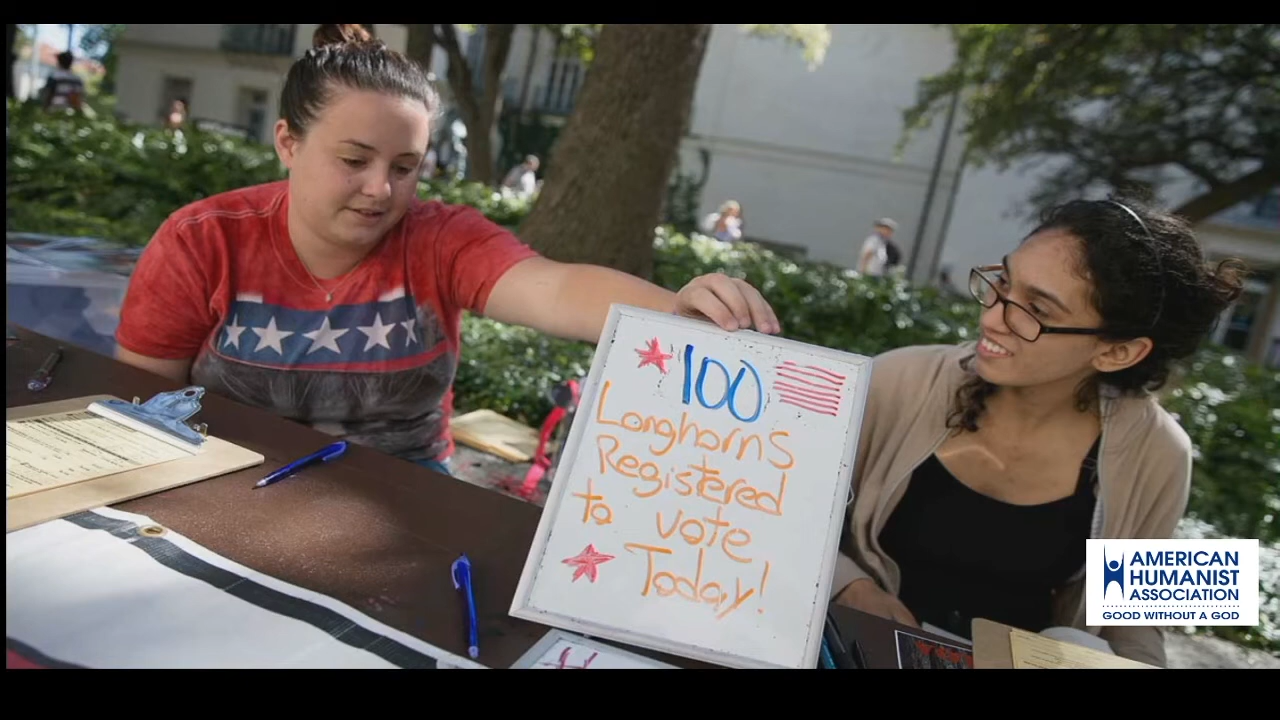 100
Longhorns
Registered
to vote
Today!
AMERICAN
HUMANIST
ASSOCIATION
GOOD WITHOUT A GOD